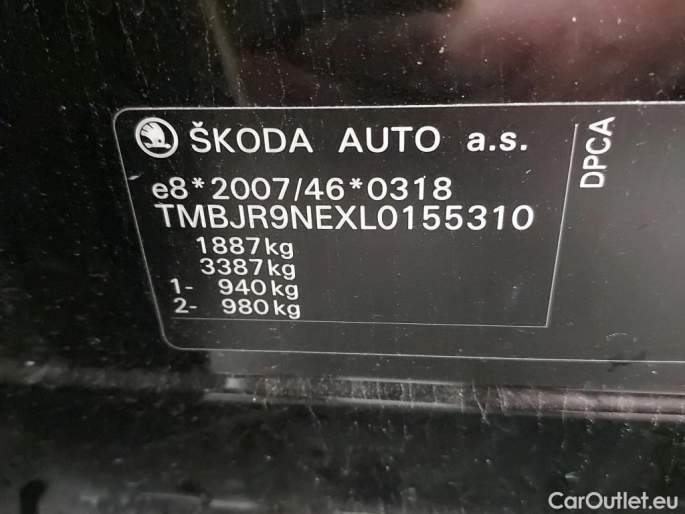 ŠKODA AUTO a.s.
e8*2007/46*0318
TMBJR9NEXL0155310
1887kg
3387kg
1- 940kg
2- 980kg
DPCA
CarOutlet.eu